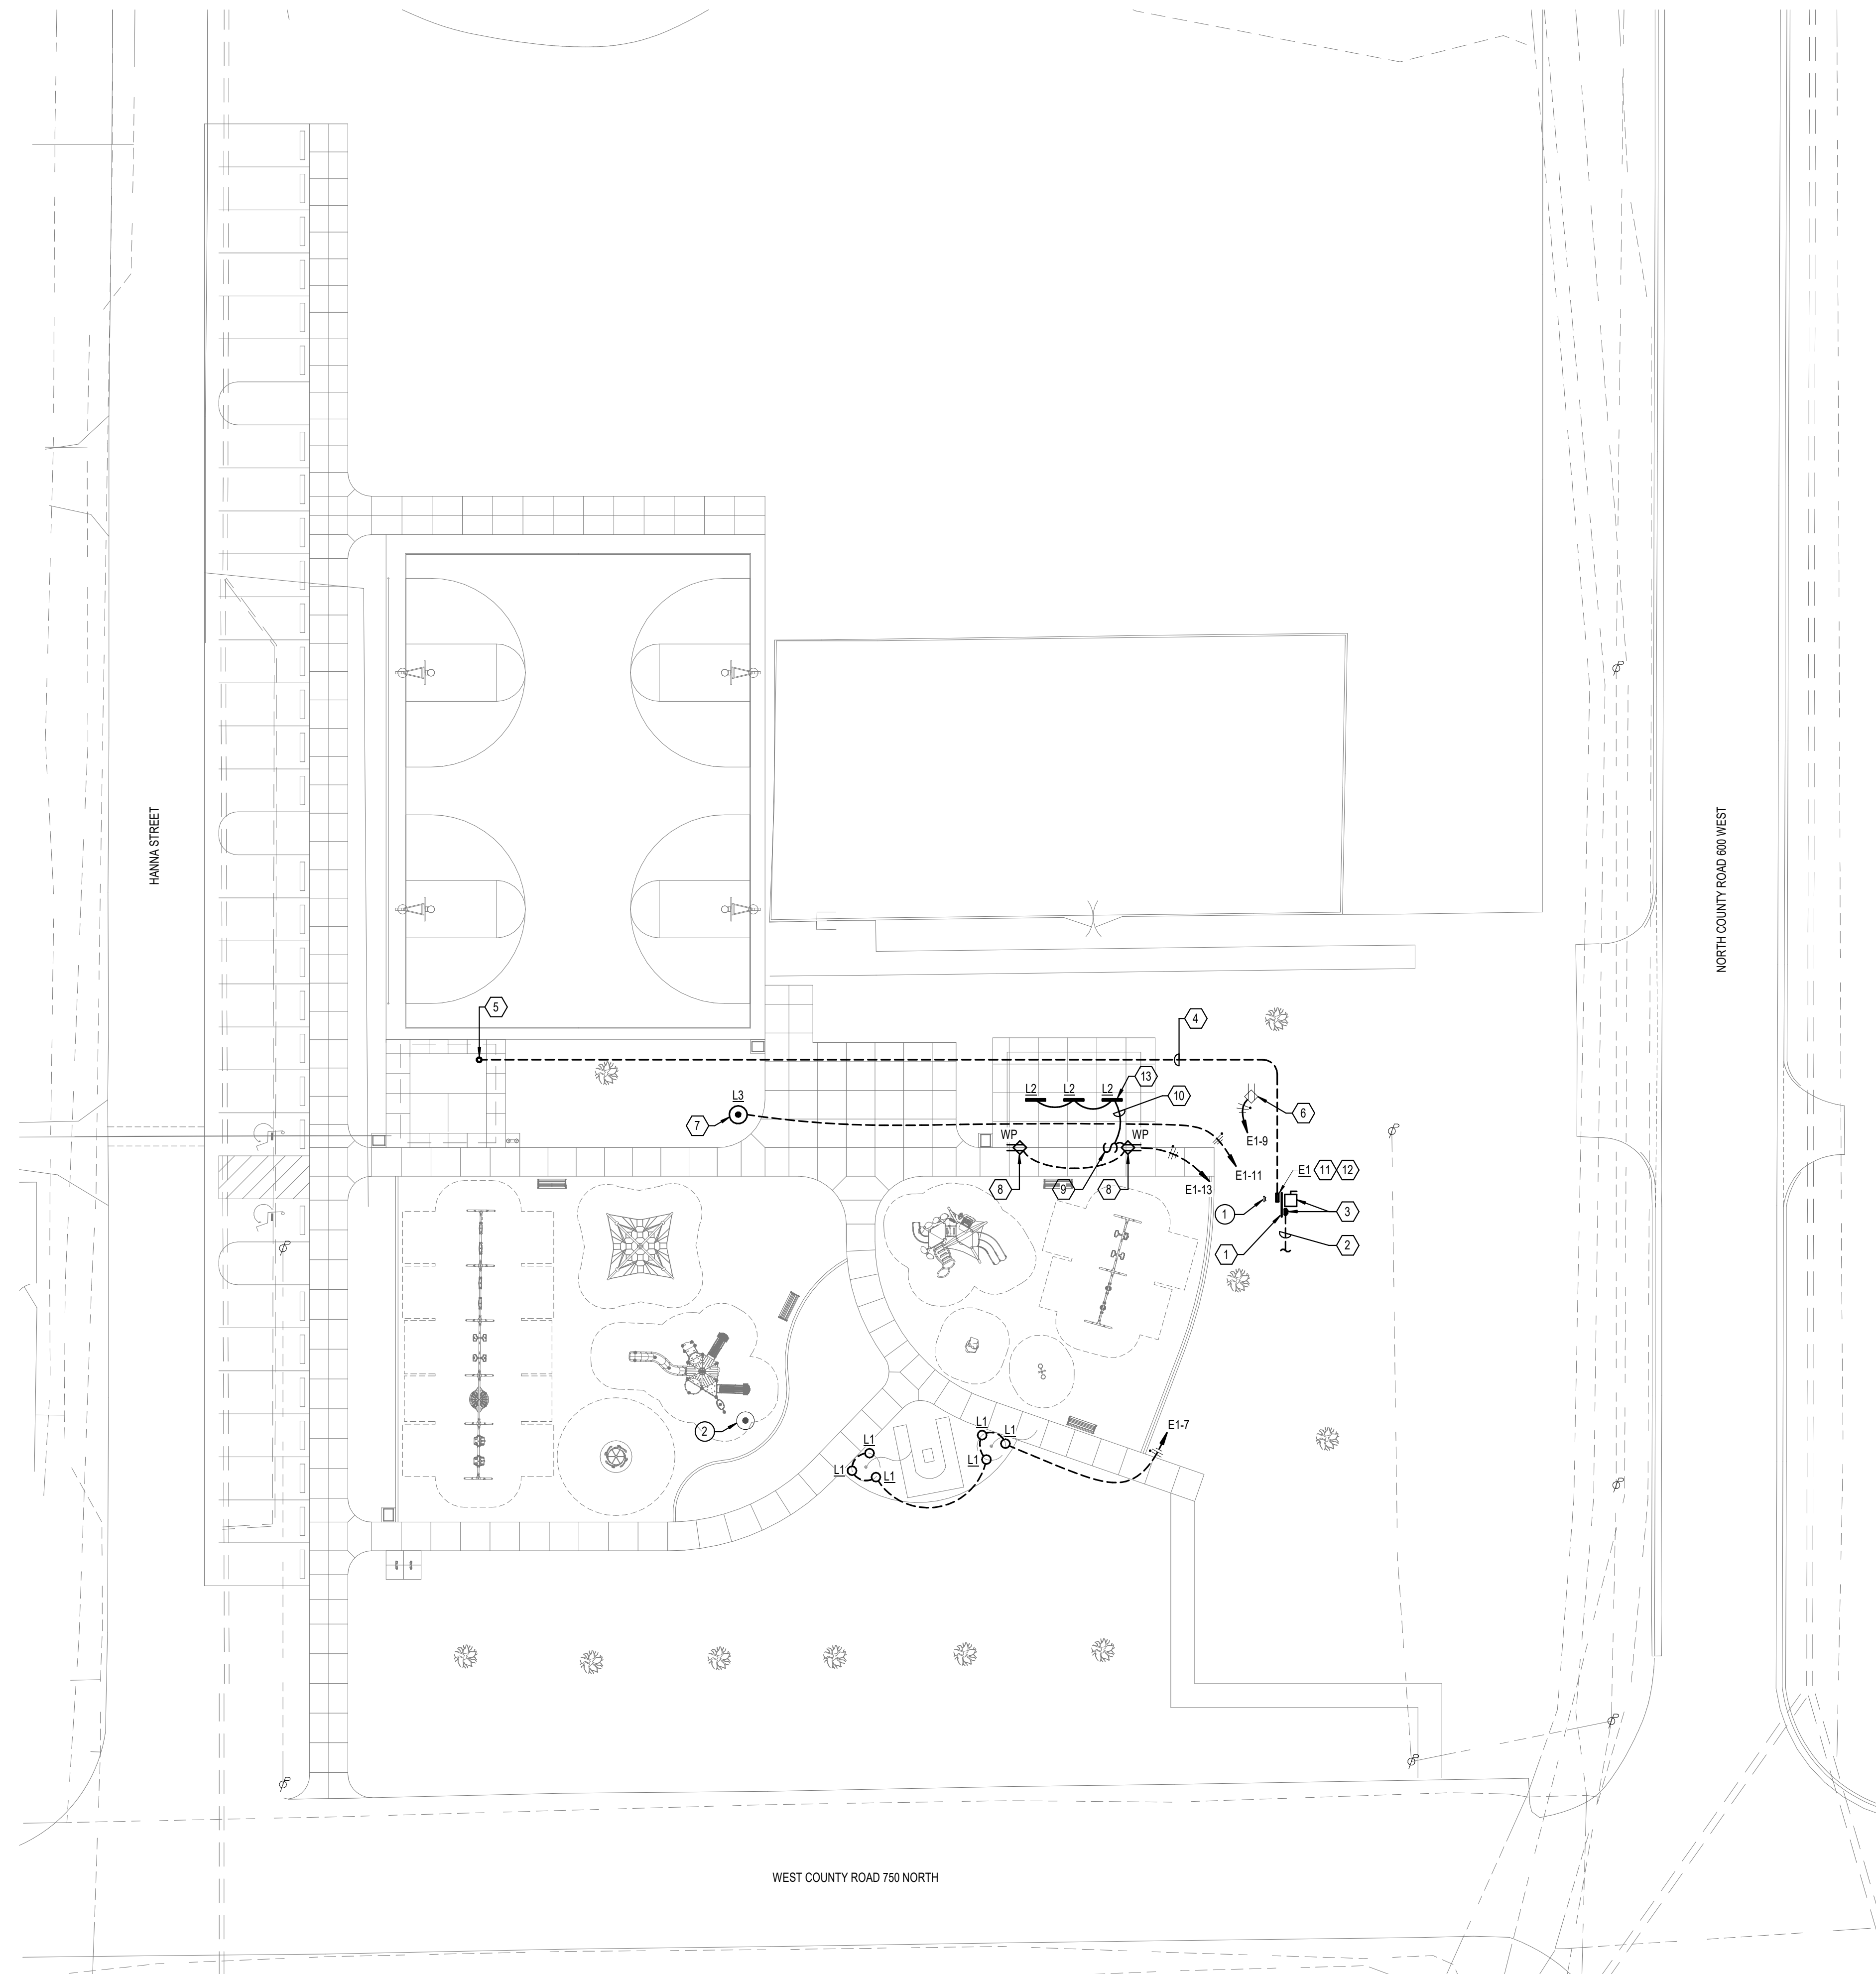 HANNA STREET
NORTH COUNTY ROAD 600 WEST
5
4
L2
L2
L2
13
10
L3
7
6
E1-9
WP
WP
E1-11
8
9
8
E1-13
E1
11
12
1
3
1
2
2
L1
L1
L1
L1
L1
L1
E1-7
WEST COUNTY ROAD 750 NORTH